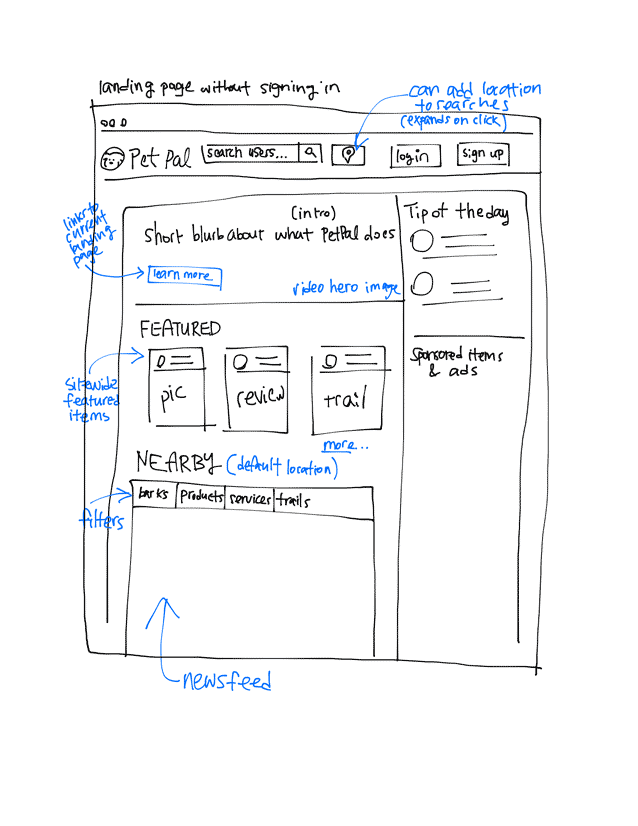 landing page without signing in
can add location
to searches
(expands on click)
Pet Pal
search users...
login
sign up
links to
current
landing
page
(intro)
short blurb about what PetPal does
learn more
video hero image
Tip of the day
FEATURED
sitewide
featured
items
pic
review
trail
more...
Sponsored items
& ads
NEARBY (default location)
filters
barks
products
services
trails
newsfeed